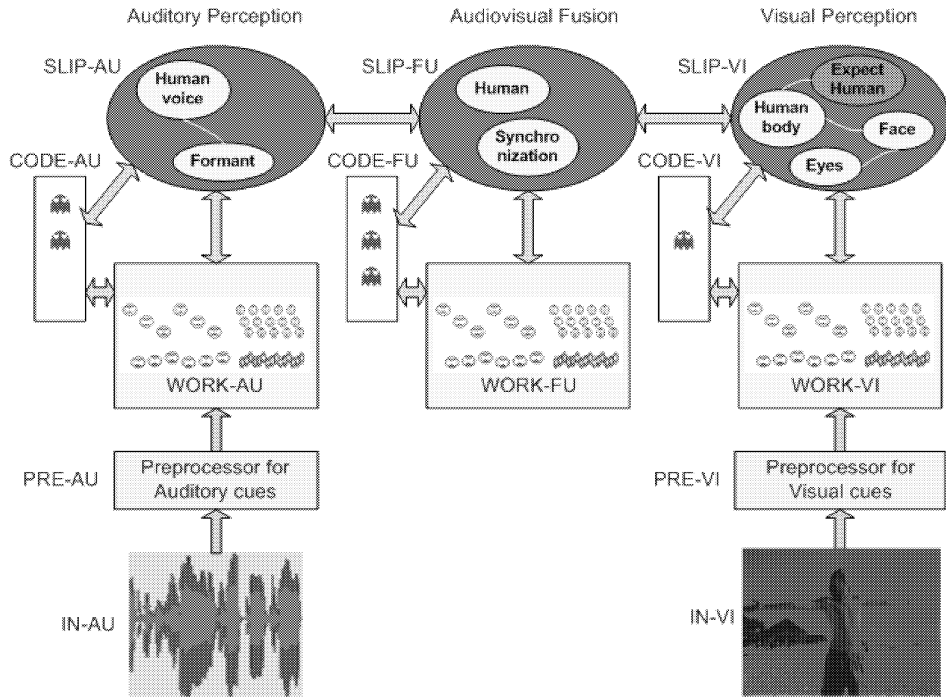 Auditory Perception
Audiovisual Fusion
Visual Perception
SLIP-AU
Human
voice
Formant
SLIP-FU
Human
Synchro
nization
SLIP-VI
Expect
Human
Human
body
Face
Eyes
CODE-AU
CODE-FU
CODE-VI
WORK-AU
WORK-FU
WORK-VI
PRE-AU
Preprocessor for
Auditory cues
PRE-VI
Preprocessor for
Visual cues
IN-AU
IN-VI